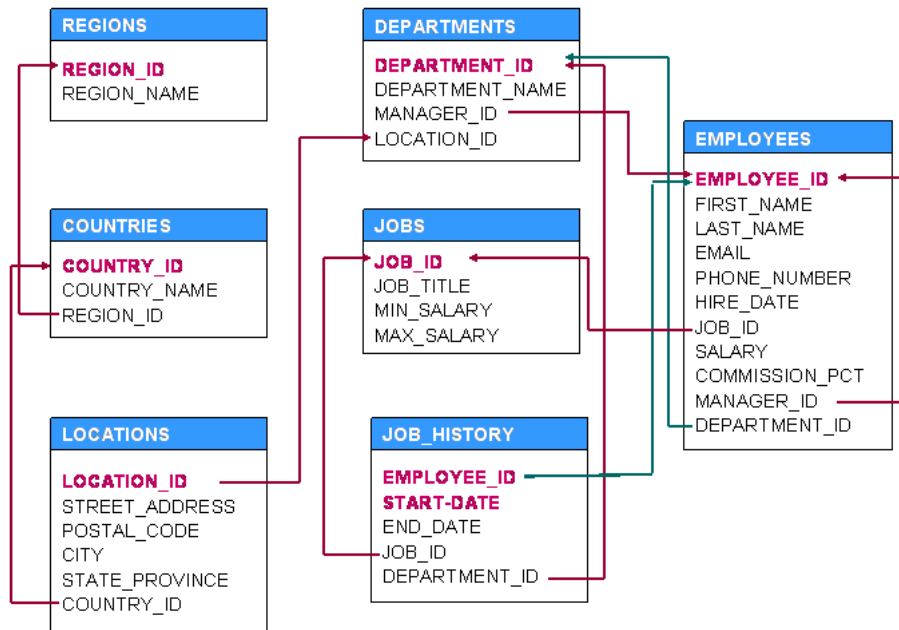 REGIONS
REGION_ID
REGION_NAME
DEPARTMENTS
DEPARTMENT_ID
DEPARTMENT_NAME
MANAGER_ID
LOCATION_ID
EMPLOYEES
EMPLOYEE_ID
FIRST_NAME
LAST_NAME
EMAIL
PHONE_NUMBER
HIRE_DATE
JOB_ID
SALARY
COMMISSION_PCT
MANAGER_ID
DEPARTMENT_ID
COUNTRIES
COUNTRY_ID
COUNTRY_NAME
REGION_ID
JOBS
JOB_ID
JOB_TITLE
MIN_SALARY
MAX_SALARY
LOCATIONS
LOCATION_ID
STREET_ADDRESS
POSTAL_CODE
CITY
STATE_PROVINCE
COUNTRY_ID
JOB_HISTORY
EMPLOYEE_ID
START-DATE
END_DATE
JOB_ID
DEPARTMENT_ID